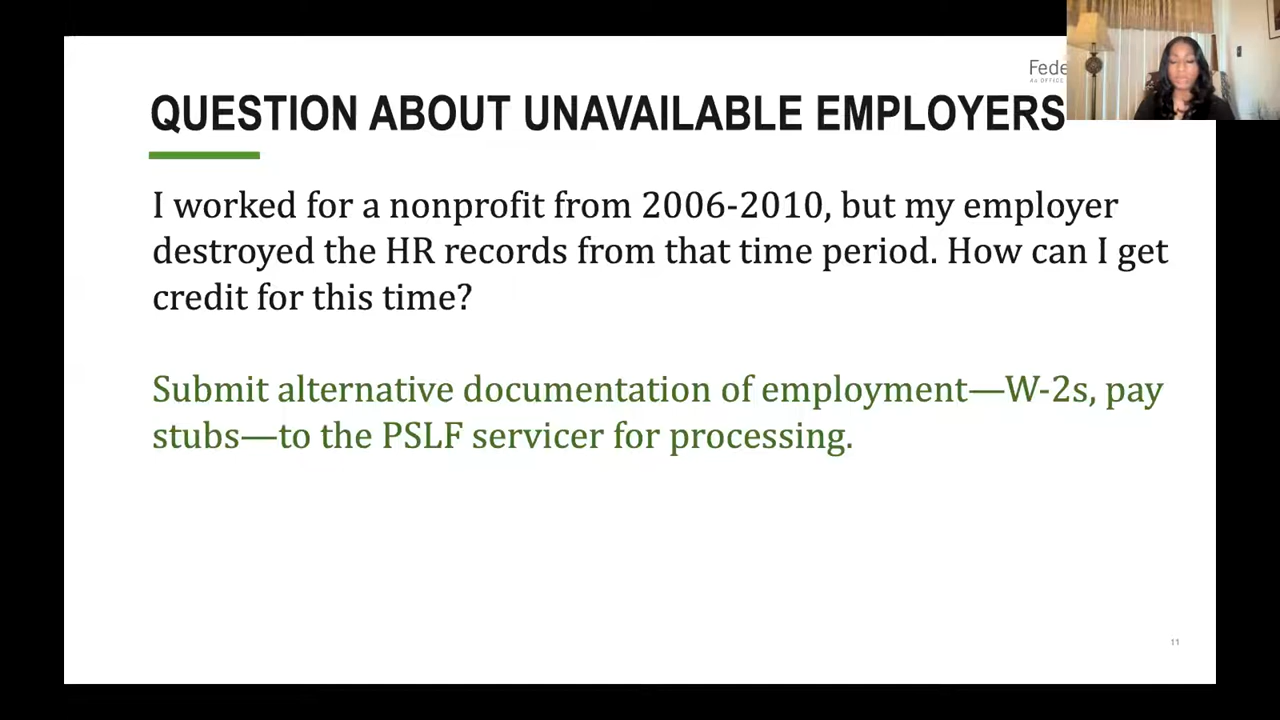 QUESTION ABOUT UNAVAILABLE EMPLOYERS
I worked for a nonprofit from 2006-2010, but my employer
destroyed the HR records from that time period. How can I get
credit for this time?
Submit alternative documentation of employment—W-2s, pay
stubs—to the PSLF servicer for processing.
11